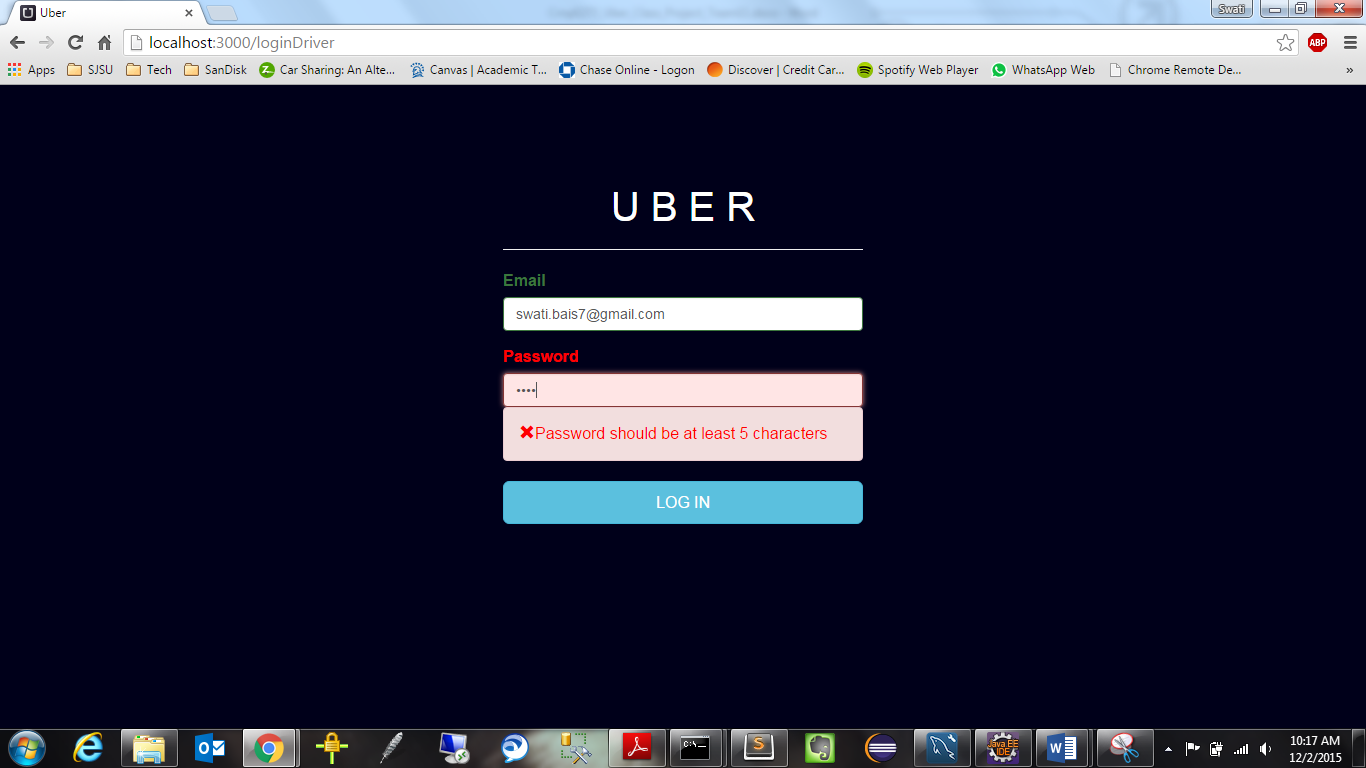 Uber
Swati
localhost:3000/loginDriver
ABP
Apps SJSU Tech SanDisk Car Sharing: An Alte... Canvas | Academic T... Chase Online - Logon Discover | Credit Car... Spotify Web Player WhatsApp Web Chrome Remote De... »
UBER
Email
swati.bais7@gmail.com
Password
••••
Password should be at least 5 characters
LOG IN
C:\_
Java EE
IDE
10:17 AM
12/2/2015